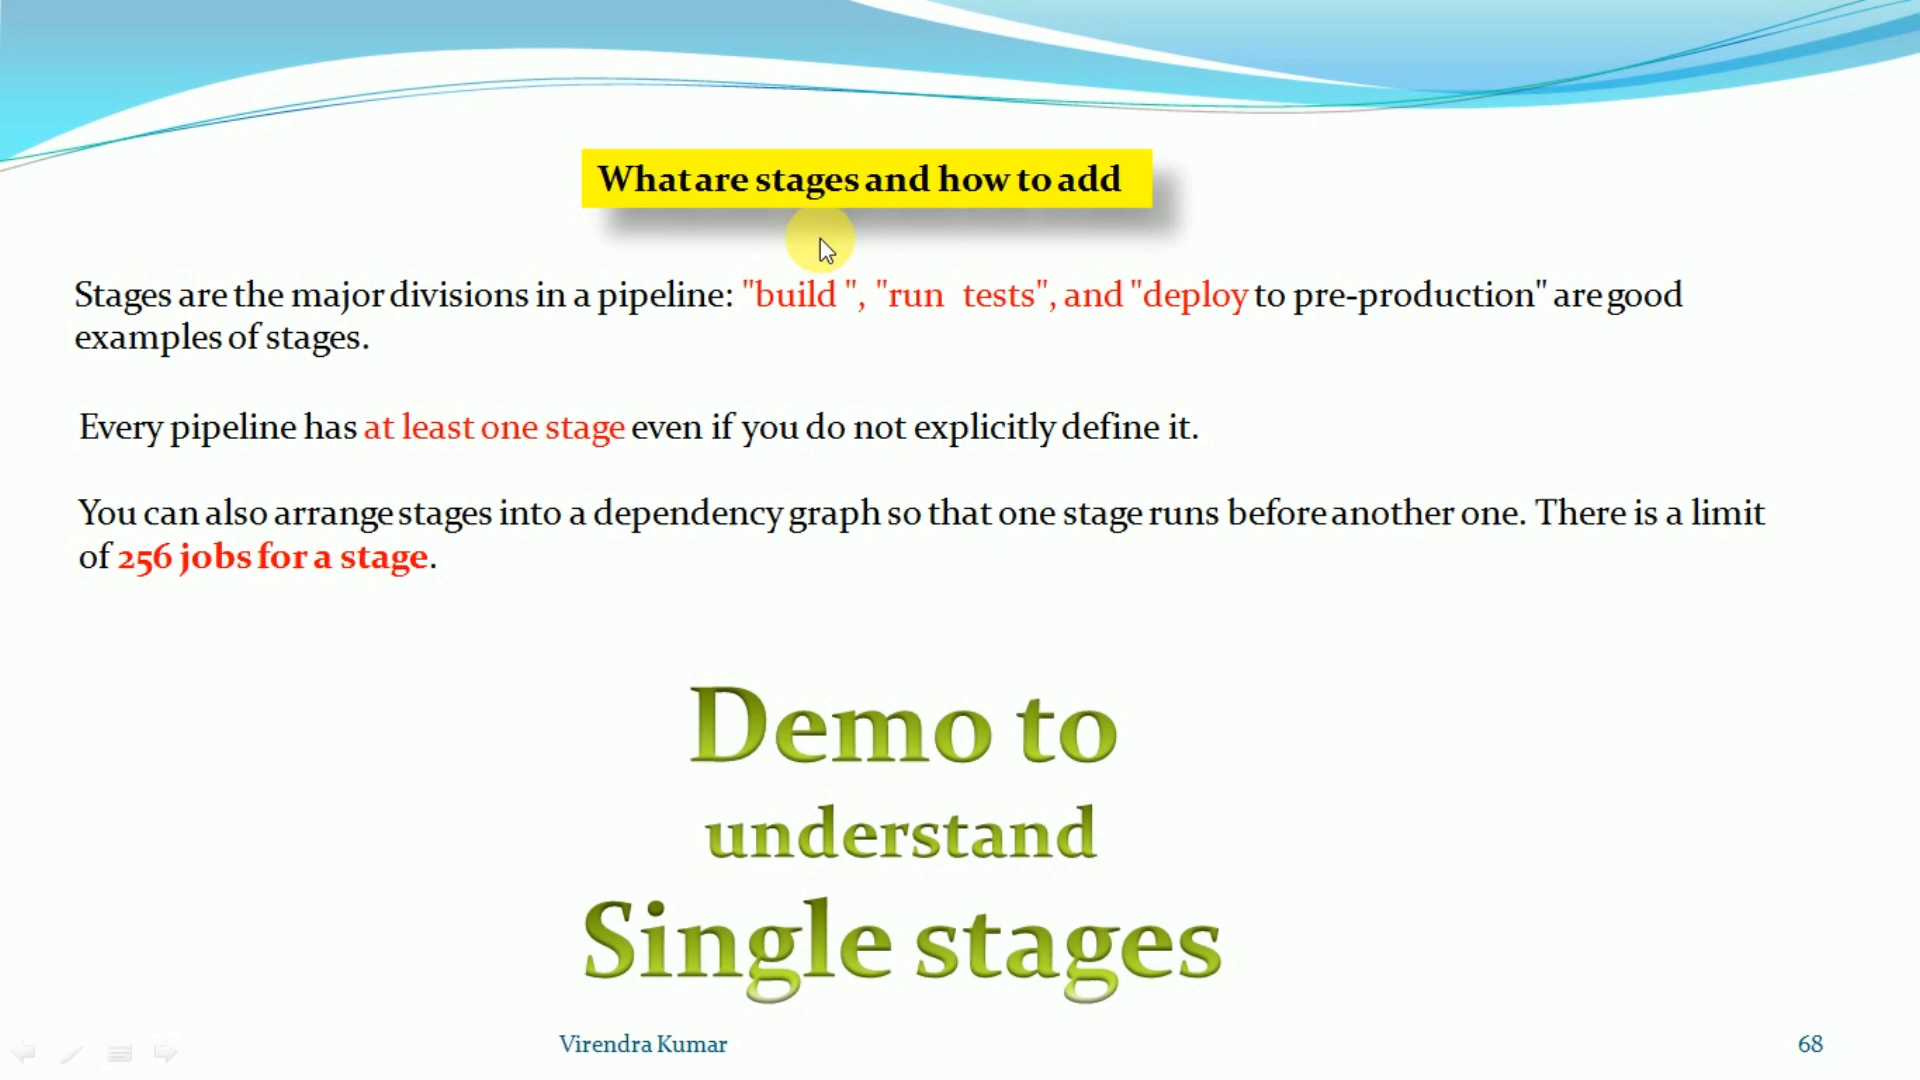 What are stages and how to add
Stages are the major divisions in a pipeline: "build ", "run  tests", and "deploy to pre-production" are good
examples of stages.
Every pipeline has at least one stage even if you do not explicitly define it.
You can also arrange stages into a dependency graph so that one stage runs before another one. There is a limit
of 256 jobs for a stage.
Demo to
understand
Single stages
Virendra Kumar
68